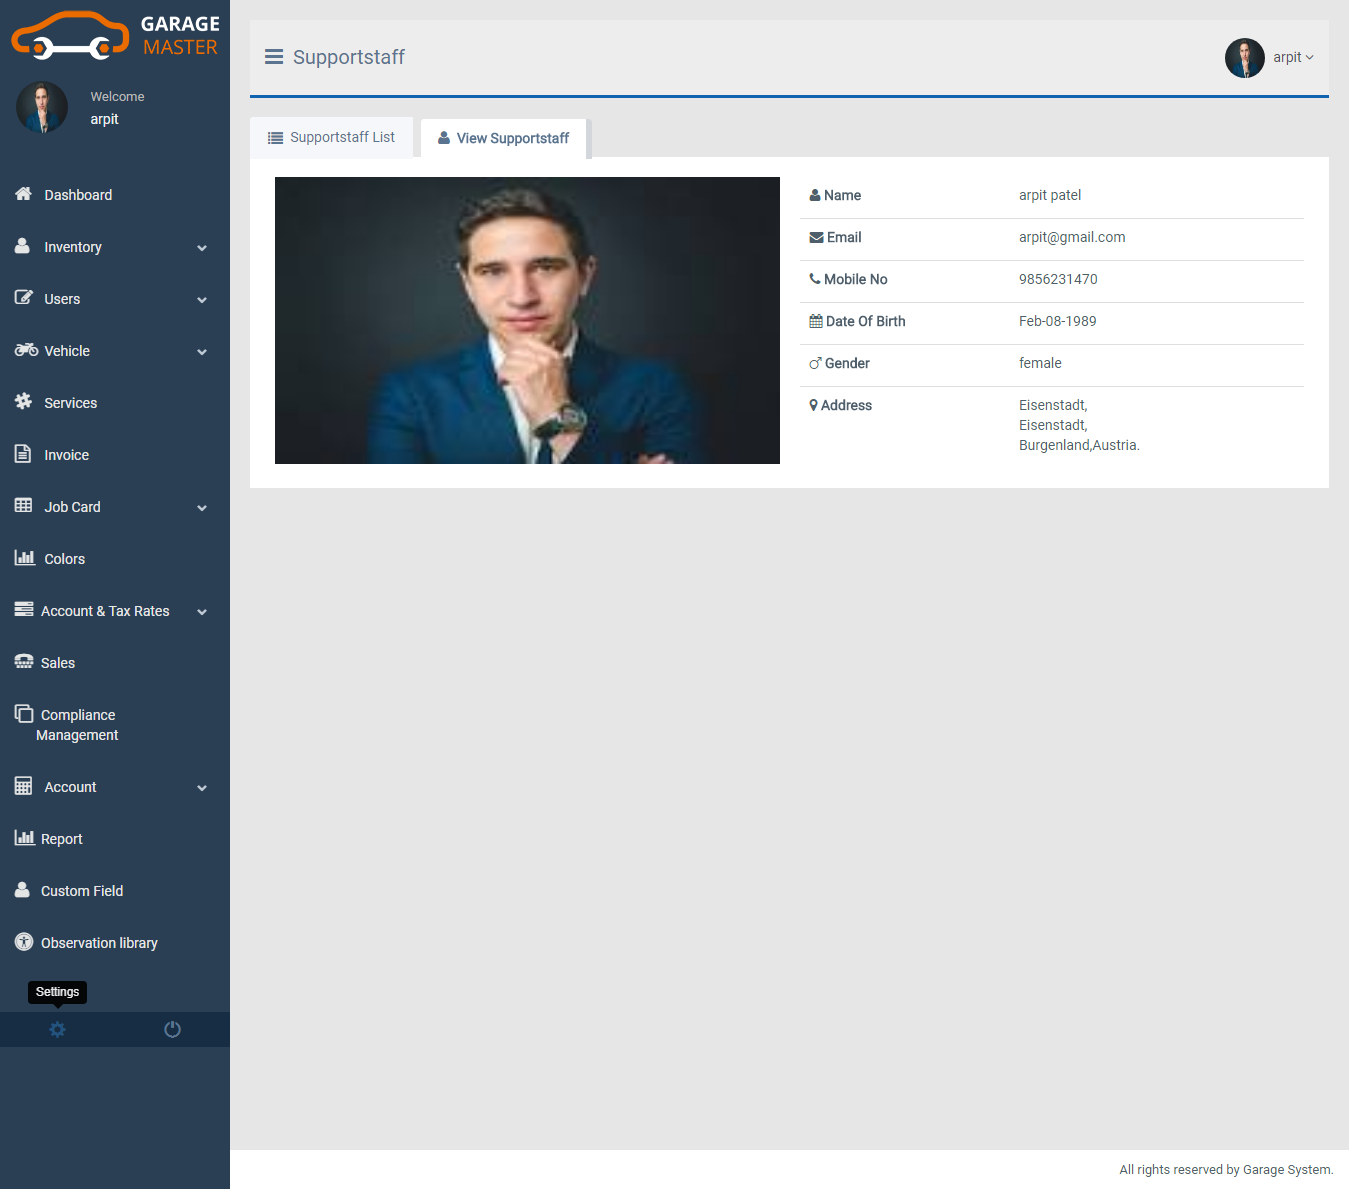 GARAGE
MASTER
Welcome
arpit
Dashboard
Inventory
Users
Vehicle
Services
Invoice
Job Card
Colors
Account & Tax Rates
Sales
Compliance
Management
Account
Report
Custom Field
Observation library
Settings
Supportstaff
arpit
Supportstaff List
View Supportstaff
Name arpit patel
Email arpit@gmail.com
Mobile No 9856231470
Date Of Birth Feb-08-1989
Gender female
Address Eisenstadt,
Eisenstadt,
Burgenland,Austria.
All rights reserved by Garage System.